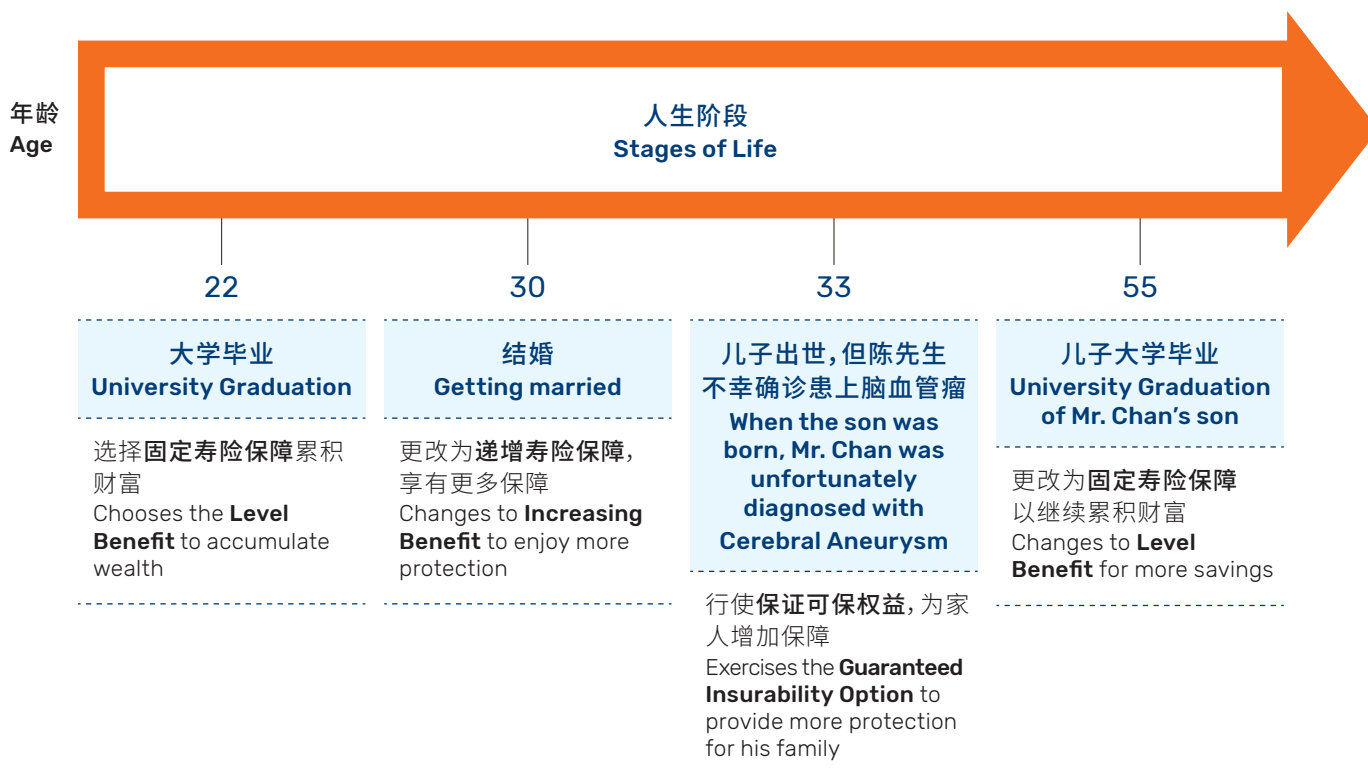 年龄
Age
人生阶段
Stages of Life
22
大学毕业
University Graduation
选择固定寿险保障累积
财富
Chooses the Level
Benefit to accumulate
wealth
30
结婚
Getting married
更改为递增寿险保障，
享有更多保障
Changes to Increasing
Benefit to enjoy more
protection
33
儿子出世，但陈先生
不幸确诊患上脑血管瘤
When the son was
born, Mr. Chan was
unfortunately
diagnosed with
Cerebral Aneurysm
行使保证可保权益，为家
人增加保障
Exercises the Guaranteed
Insurability Option to
provide more protection
for his family
55
儿子大学毕业
University Graduation
of Mr. Chan's son
更改为固定寿险保障
以继续累积财富
Changes to Level
Benefit for more savings